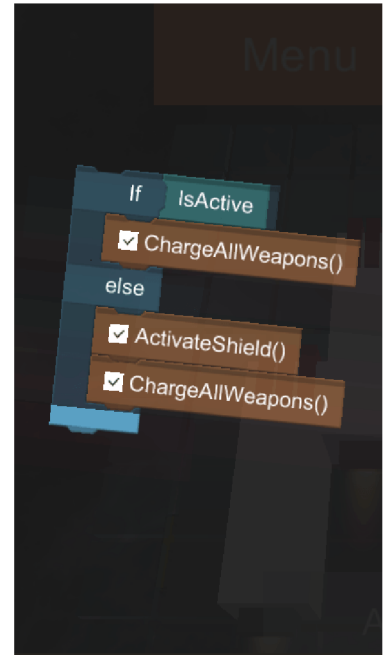 Menu
If IsActive
ChargeAllWeapons()
else
ActivateShield()
ChargeAllWeapons()
A